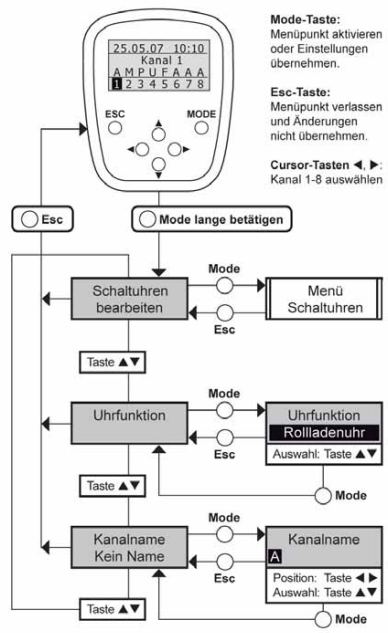 Mode-Taste:
Menüpunkt aktivieren
oder Einstellungen
übernehmen.
Esc-Taste:
Menüpunkt verlassen
und Änderungen
nicht übernehmen.
Cursor-Tasten ◄, ►:
Kanal 1-8 auswählen
25.05.07 10:10
Kanal 1
A M P U F A A A
1 2 3 4 5 6 7 8
ESC
MODE
Esc
Mode lange betätigen
Schaltuhren
bearbeiten
Mode
Esc
Menü
Schaltuhren
Taste ▲▼
Uhrfunktion
Mode
Esc
Uhrfunktion
Rollladenuhr
Auswahl: Taste ▲▼
Mode
Taste ▲▼
Kanalname
Kein Name
Mode
Esc
Kanalname
A
Position: Taste ◄ ►
Auswahl: Taste ▲▼
Mode
Taste ▲▼